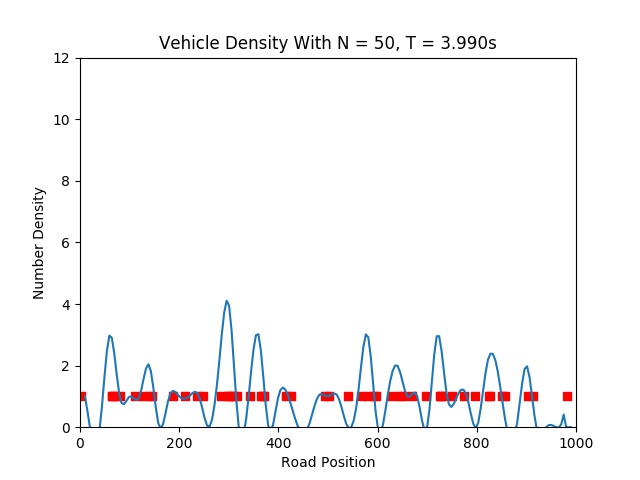 Vehicle Density With N = 50, T = 3.990s
12
10
8
6
4
2
0
Number Density
0 200 400 600 800 1000
Road Position